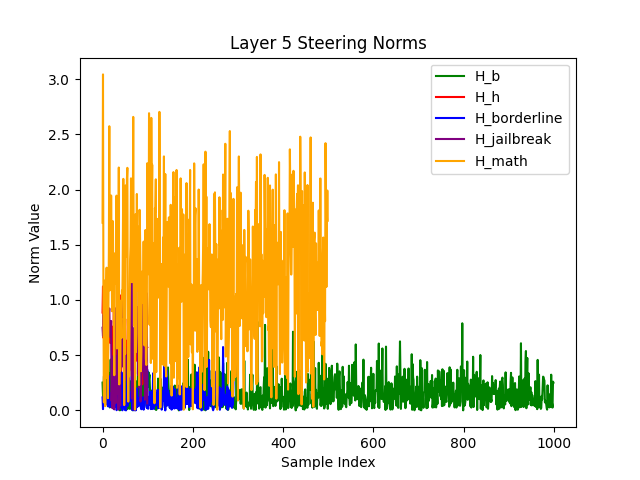 Layer 5 Steering Norms
H_b
H_h
H_borderline
H_jailbreak
H_math
Norm Value
3.0
2.5
2.0
1.5
1.0
0.5
0.0
0
200
400
600
800
1000
Sample Index